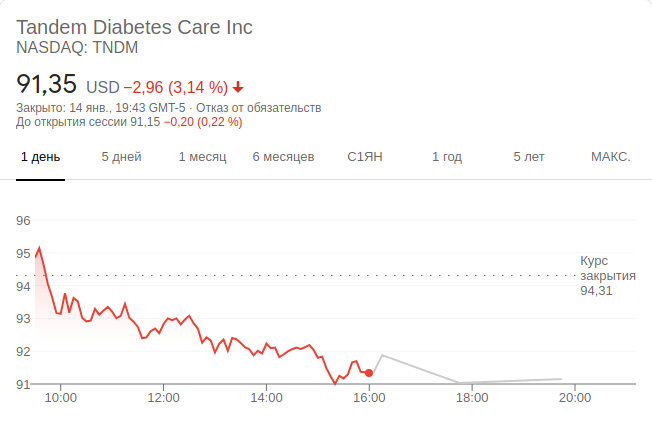 Tandem Diabetes Care Inc
NASDAQ: TNDM
91,35 USD −2,96 (3,14 %)
Закрыто: 14 янв., 19:43 GMT-5 · Отказ от обязательств
До открытия сессии 91,15 −0,20 (0,22 %)
1 день 5 дней 1 месяц 6 месяцев С1ЯН 1 год 5 лет МАКС.
96
95
94
93
92
91
Курс
закрытия
94,31
10:00 12:00 14:00 16:00 18:00 20:00